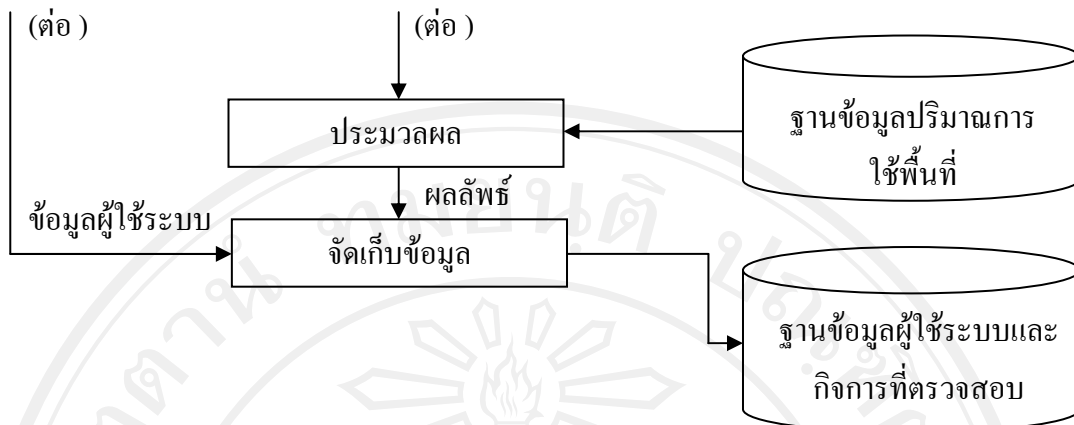 (ต่อ )
(ต่อ )
ฐานข้อมูลปริมาณการ
ใช้พื้นที่
ประมวลผล
ผลลัพธ์
ข้อมูลผู้ใช้ระบบ
จัดเก็บข้อมูล
ฐานข้อมูลผู้ใช้ระบบและ
กิจการที่ตรวจสอบ